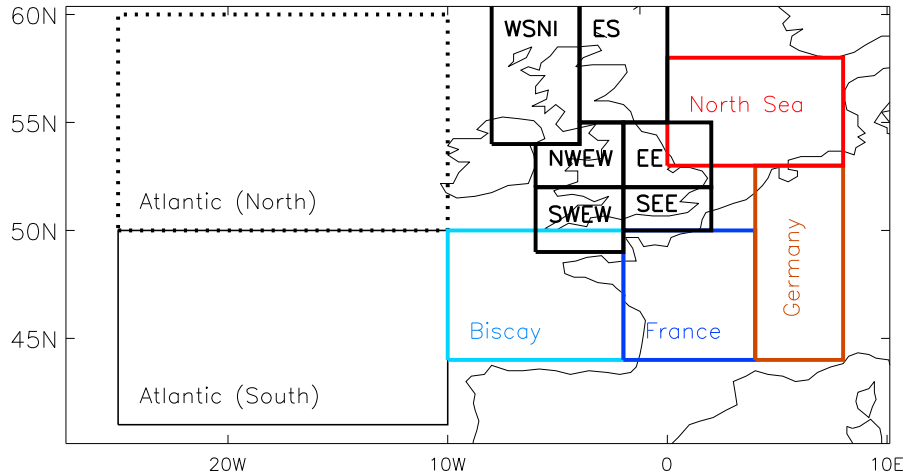 60N
WSNI
ES
North Sea
55N
NWEW
EE
Atlantic (North)
SEE
SWEW
50N
Germany
Biscay
France
45N
Atlantic (South)
20W
10W
0
10E